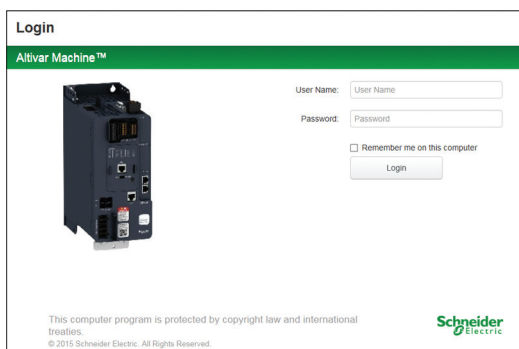 Login
Altivar Machine™
User Name:
User Name
Password:
Password
Remember me on this computer
Login
This computer program is protected by copyright law and international
treaties.
© 2015 Schneider Electric. All Rights Reserved.
Schneider
Electric